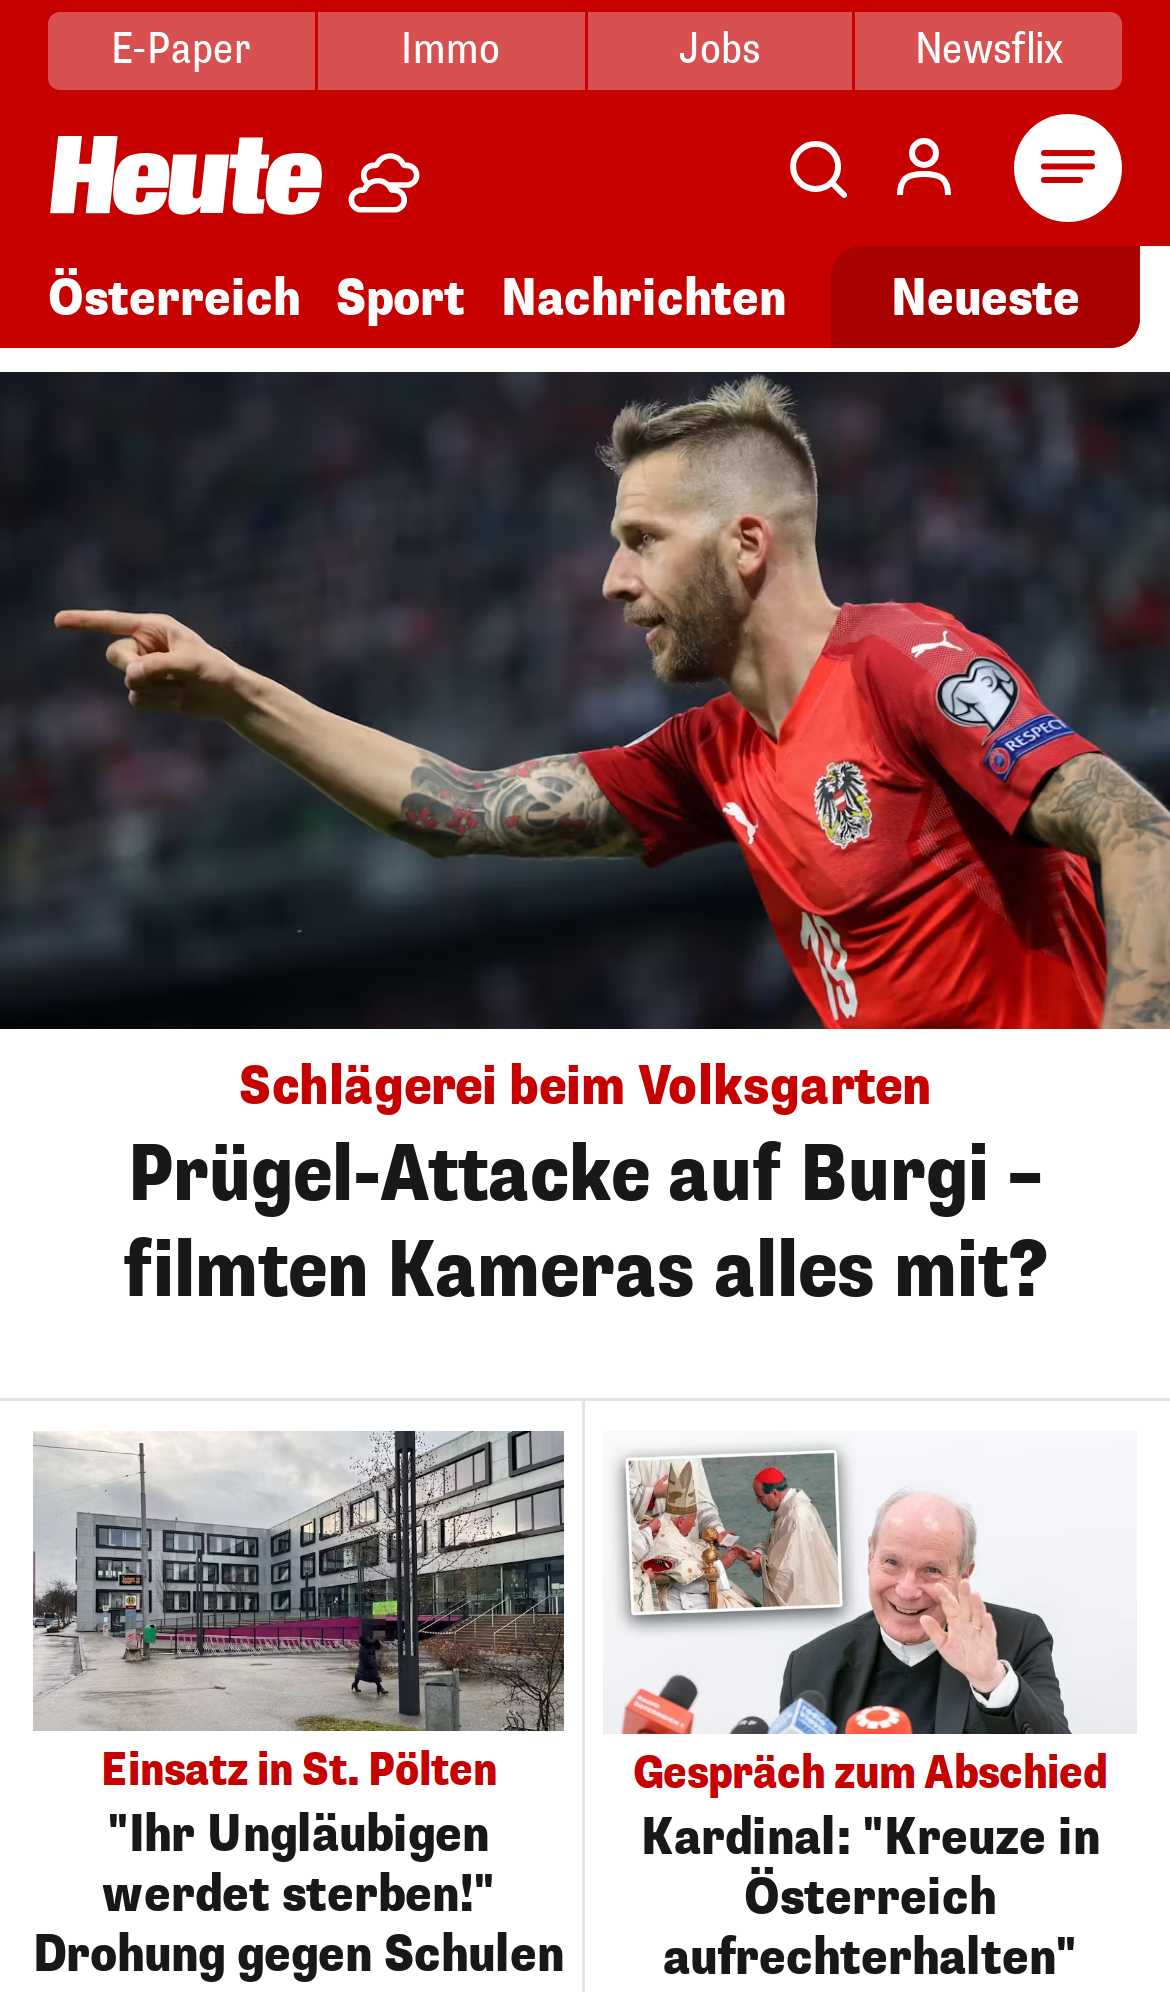 E-Paper
Immo
Jobs
Newsflix
Heute
Österreich
Sport
Nachrichten
Neueste
RESPECT
19
Schlägerei beim Volksgarten
Prügel-Attacke auf Burgi –
filmten Kameras alles mit?
Einsatz in St. Pölten
"Ihr Ungläubigen
werdet sterben!"
Drohung gegen Schulen
Gespräch zum Abschied
Kardinal: "Kreuze in
Österreich
aufrechterhalten"